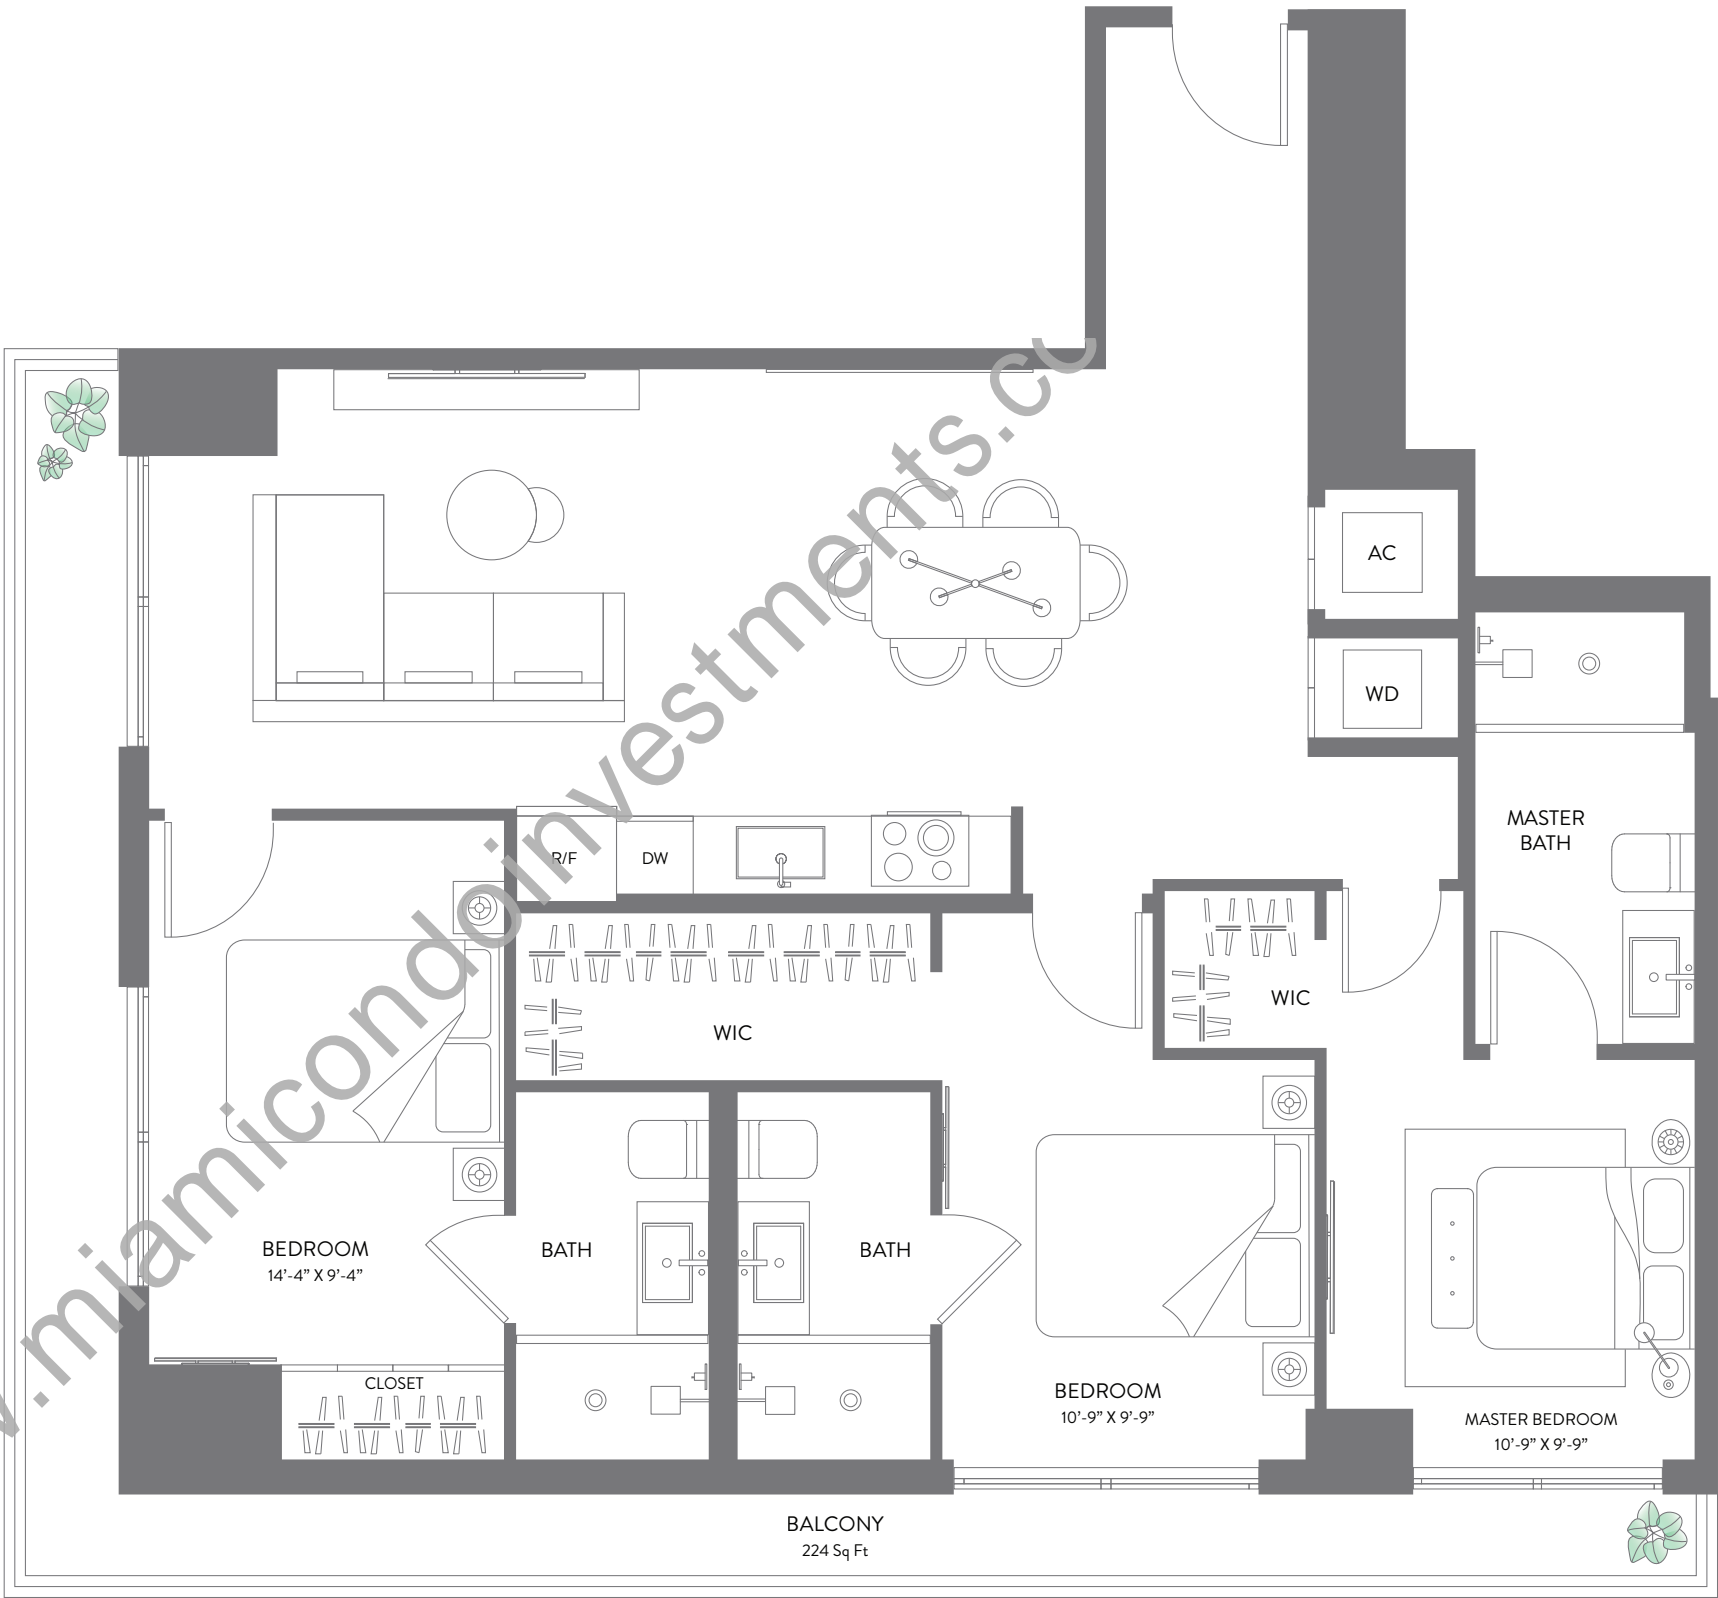 AC
WD
MASTER
BATH
R/F
DW
WIC
WIC
BEDROOM
14'-4" X 9'-4"
BATH
BATH
CLOSET
BEDROOM
10'-9" X 9'-9"
MASTER BEDROOM
10'-9" X 9'-9"
BALCONY
224 Sq Ft
.miamicondoinvestments.co